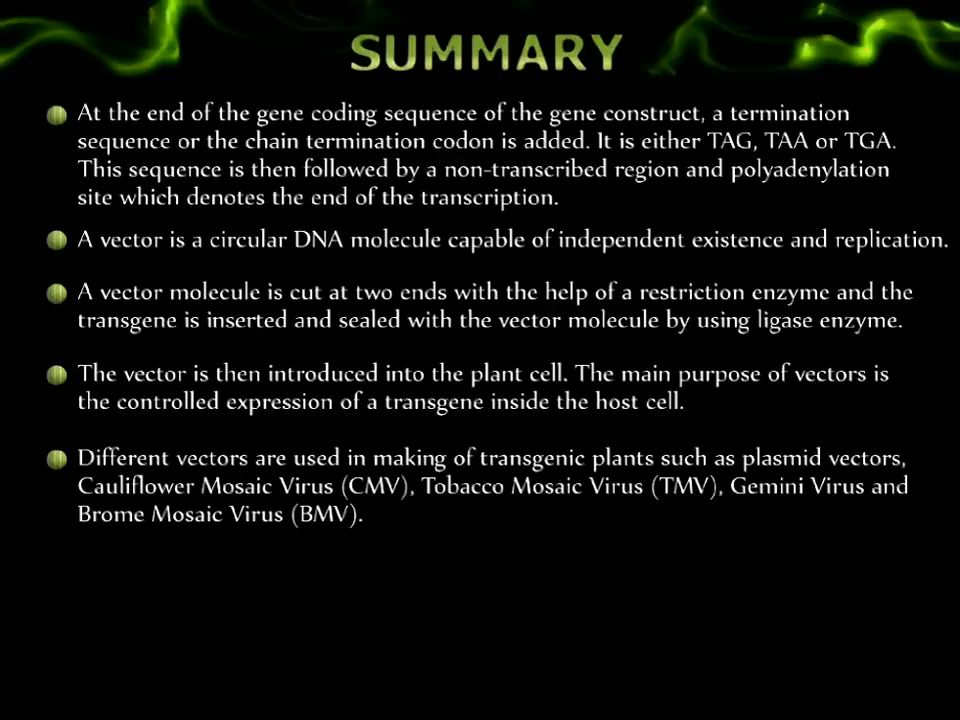 SUMMARY
At the end of the gene coding sequence of the gene construct, a termination
sequence or the chain termination codon is added. It is either TAG, TAA or TGA.
This sequence is then followed by a non-transcribed region and polyadenylation
site which denotes the end of the transcription.
A vector is a circular DNA molecule capable of independent existence and replication.
A vector molecule is cut at two ends with the help of a restriction enzyme and the
transgene is inserted and sealed with the vector molecule by using ligase enzyme.
The vector is then introduced into the plant cell. The main purpose of vectors is
the controlled expression of a transgene inside the host cell.
Different vectors are used in making of transgenic plants such as plasmid vectors,
Cauliflower Mosaic Virus (CMV), Tobacco Mosaic Virus (TMV), Gemini Virus and
Brome Mosaic Virus (BMV).